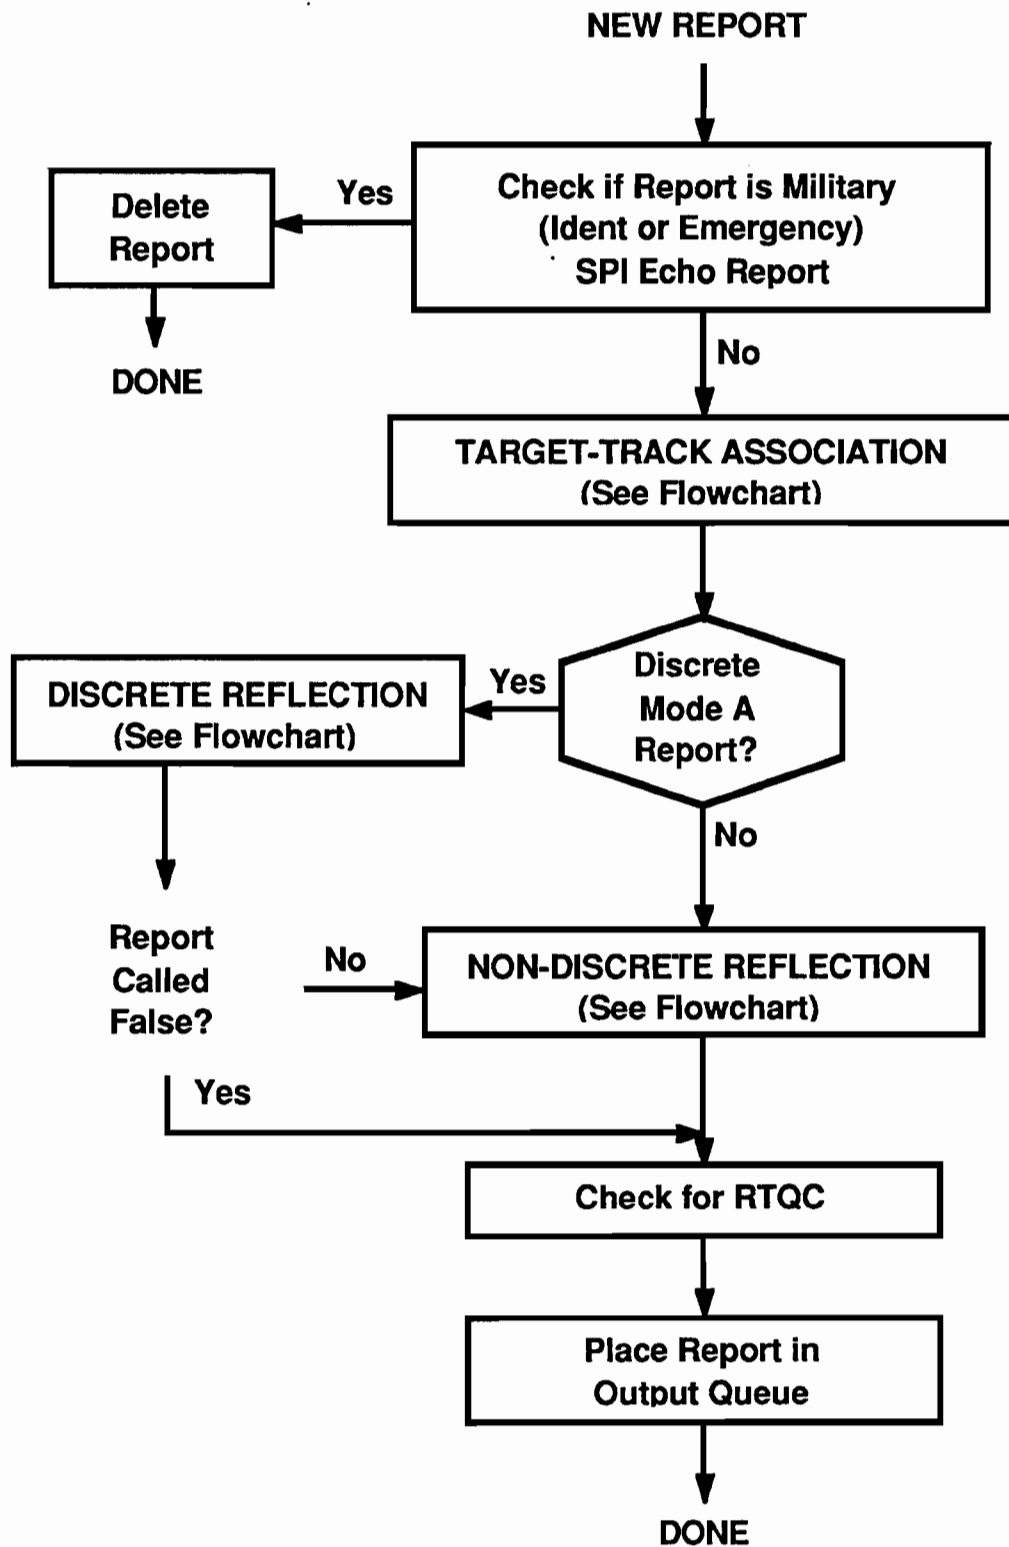 NEW REPORT
Check if Report is Military
(Ident or Emergency)
SPI Echo Report
Yes
Delete
Report
DONE
No
TARGET-TRACK ASSOCIATION
(See Flowchart)
Discrete
Mode A
Report?
Yes
DISCRETE REFLECTION
(See Flowchart)
No
Report
Called
False?
No
NON-DISCRETE REFLECTION
(See Flowchart)
Yes
Check for RTQC
Place Report in
Output Queue
DONE